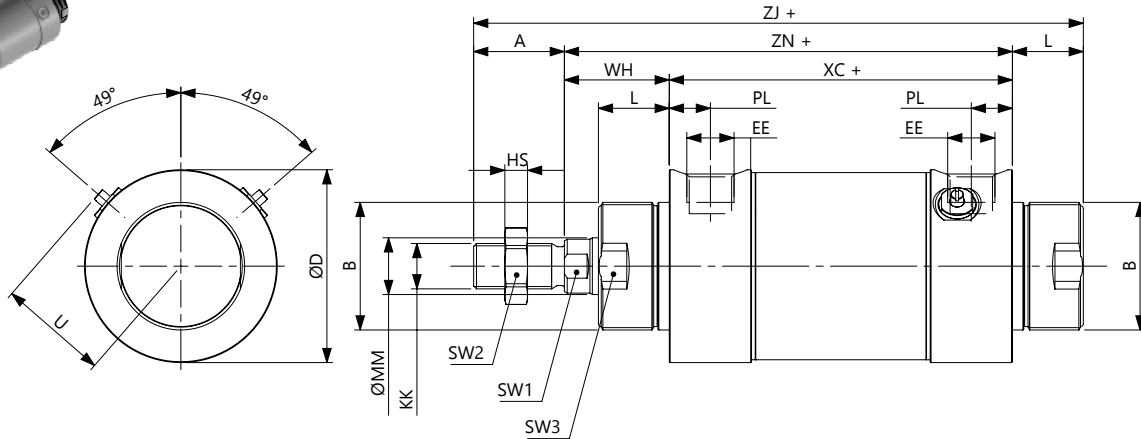 ZJ +
A
ZN +
L
WH
XC +
L
PL
PL
EE
EE
HS
49°
49°
ØD
B
B
U
ØMM
KK
SW2
SW1
SW3